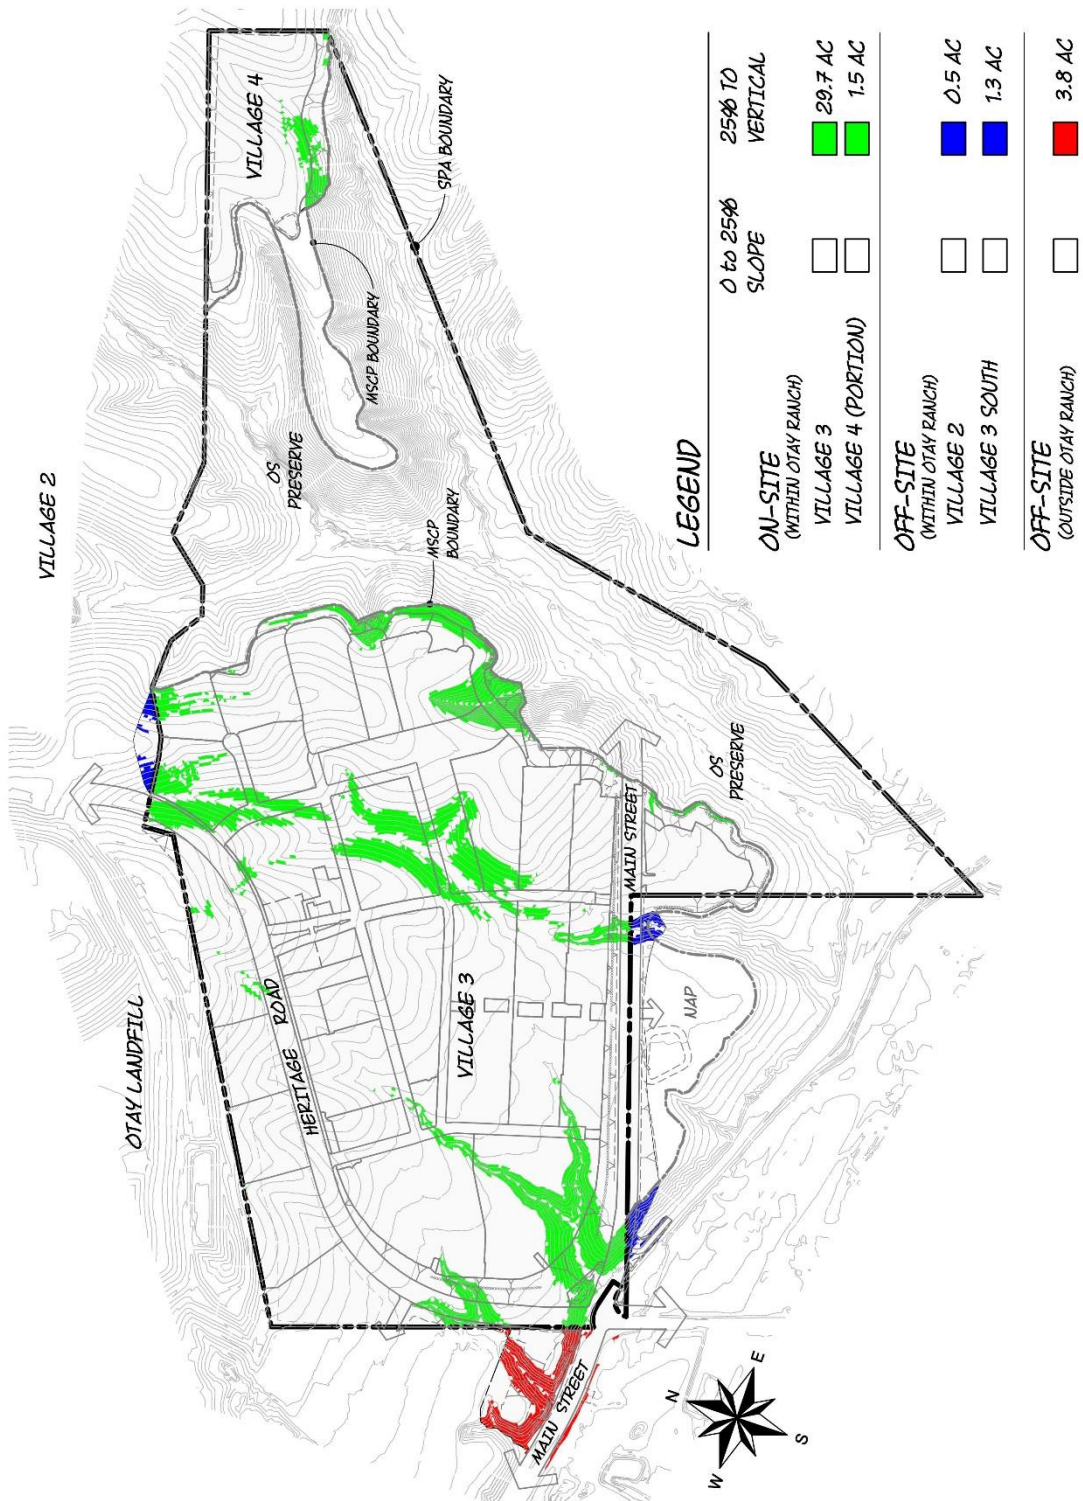 VILLAGE 2
VILLAGE 4
SPA BOUNDARY
MSCP BOUNDARY
OS
PRESERVE
MSCP
BOUNDARY
OTAY LANDFILL
HERITAGE ROAD
VILLAGE 3
MAIN STREET
OS
PRESERVE
NAP
MAIN STREET
N
E
S
W
LEGEND
0 to 25%
SLOPE
25% TO
VERTICAL
ON-SITE
(WITHIN OTAY RANCH)
VILLAGE 3 29.7 AC
VILLAGE 4 (PORTION) 1.5 AC
OFF-SITE
(WITHIN OTAY RANCH)
VILLAGE 2 0.5 AC
VILLAGE 3 SOUTH 1.3 AC
OFF-SITE
(OUTSIDE OTAY RANCH) 3.8 AC